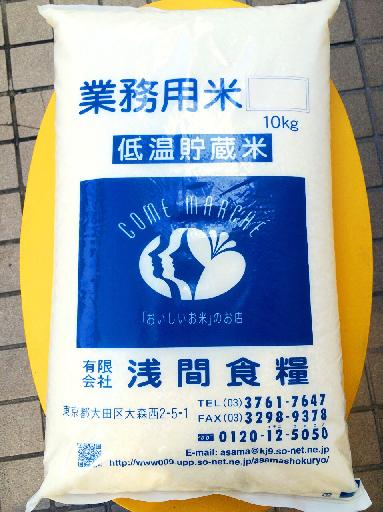 業務用米
10kg
低温貯蔵米
COME MARCHÉ
「おいしいお米」のお店
有限会社 浅間食糧
東京都大田区大森西2-5-1
TEL (03) 3761-7647
FAX (03) 3298-9378
0120-12-5050
E-mail: asama@kj9.so-net.ne.jp
http://www009.upp.so-net.ne.jp/asamashokuryo/